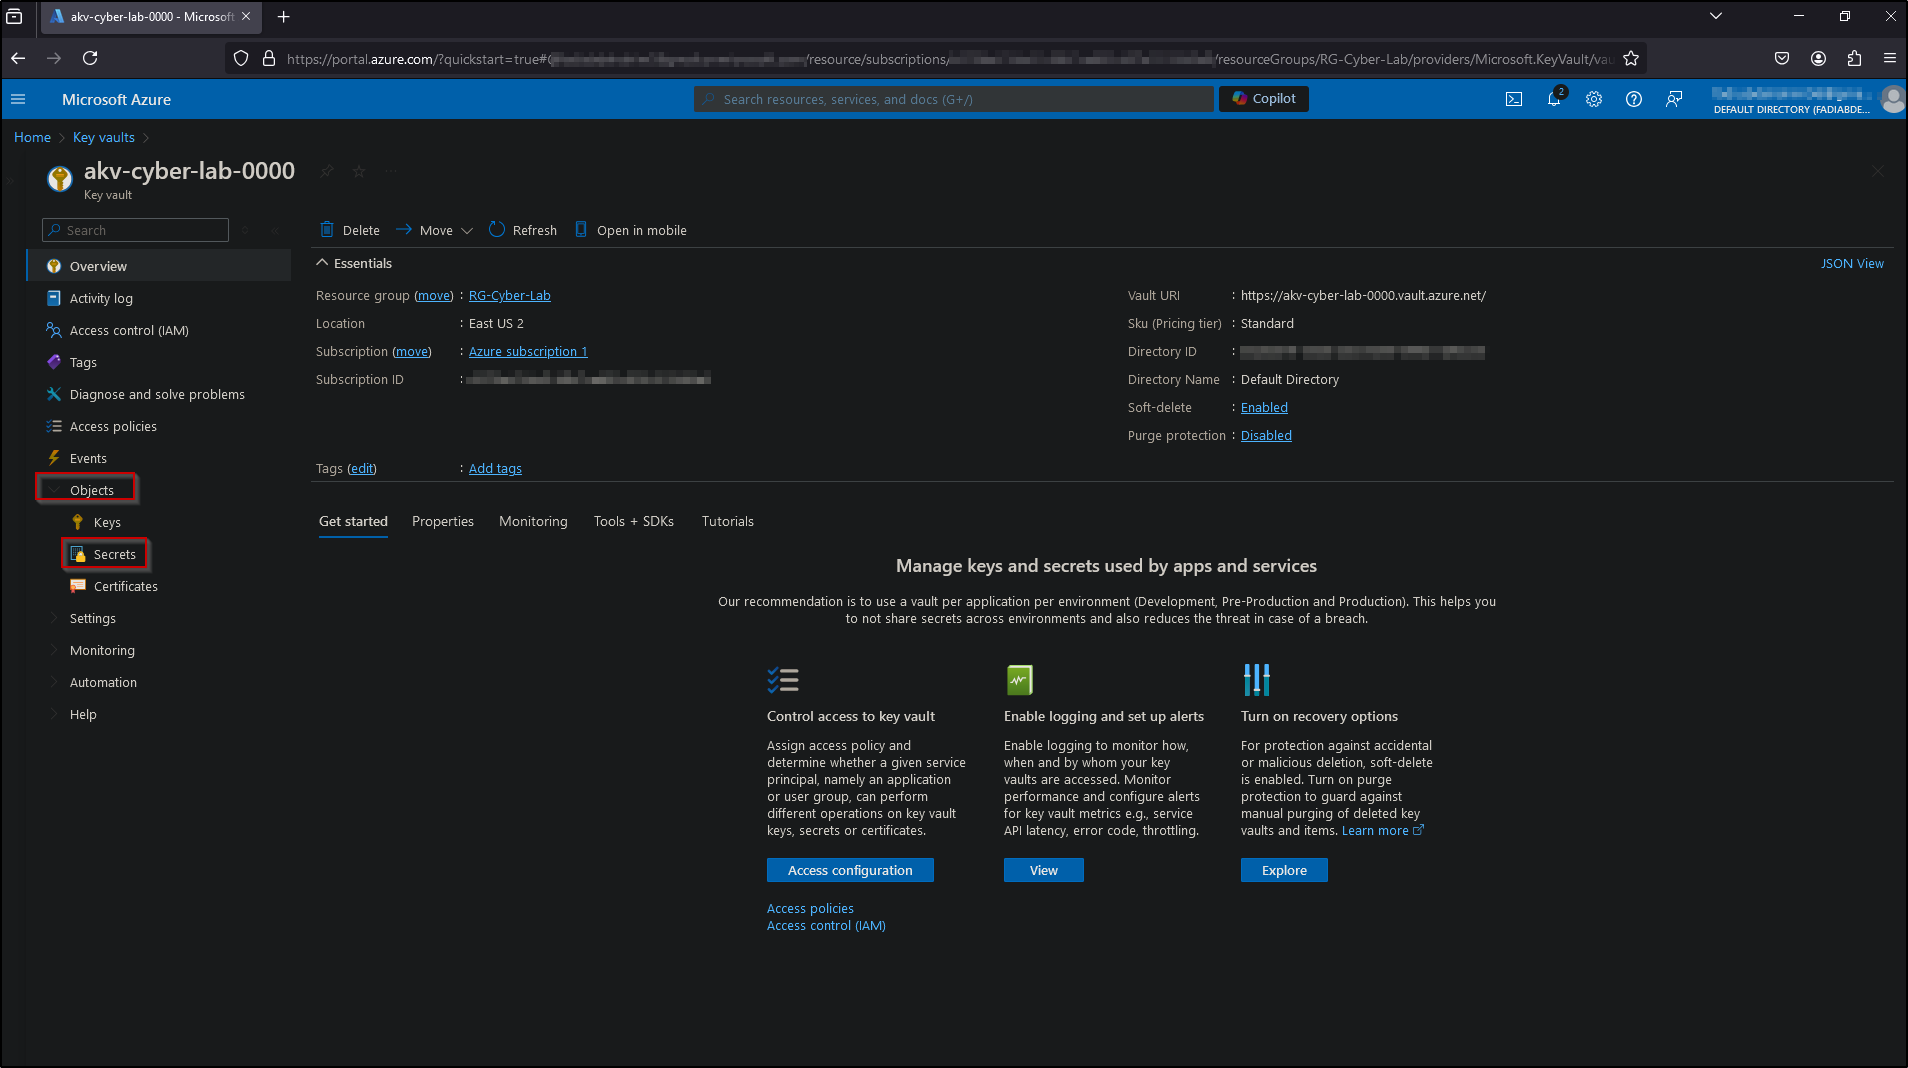 akv-cyber-lab-0000 - Microsoft
https://portal.azure.com/?quickstart=true#
/resource/subscriptions/
/resourceGroups/RG-Cyber-Lab/providers/Microsoft.KeyVault/vau
Microsoft Azure
Search resources, services, and docs (G+/)
Copilot
2
DEFAULT DIRECTORY (FADIABDE...
Home > Key vaults >
akv-cyber-lab-0000
Key vault
Search
Overview
Activity log
Access control (IAM)
Tags
Diagnose and solve problems
Access policies
Events
Objects
Keys
Secrets
Certificates
Settings
Monitoring
Automation
Help
Delete
Move
Refresh
Open in mobile
Essentials
JSON View
Resource group (move) : RG-Cyber-Lab
Location : East US 2
Subscription (move) : Azure subscription 1
Subscription ID :
Vault URI : https://akv-cyber-lab-0000.vault.azure.net/
Sku (Pricing tier) : Standard
Directory ID :
Directory Name : Default Directory
Soft-delete : Enabled
Purge protection : Disabled
Tags (edit) : Add tags
Get started
Properties
Monitoring
Tools + SDKs
Tutorials
Manage keys and secrets used by apps and services
Our recommendation is to use a vault per application per environment (Development, Pre-Production and Production). This helps you
to not share secrets across environments and also reduces the threat in case of a breach.
Control access to key vault
Assign access policy and
determine whether a given service
principal, namely an application
or user group, can perform
different operations on key vault
keys, secrets or certificates.
Access configuration
Access policies
Access control (IAM)
Enable logging and set up alerts
Enable logging to monitor how,
when and by whom your key
vaults are accessed. Monitor
performance and configure alerts
for key vault metrics e.g., service
API latency, error code, throttling.
View
Turn on recovery options
For protection against accidental
or malicious deletion, soft-delete
is enabled. Turn on purge
protection to guard against
manual purging of deleted key
vaults and items. Learn more
Explore